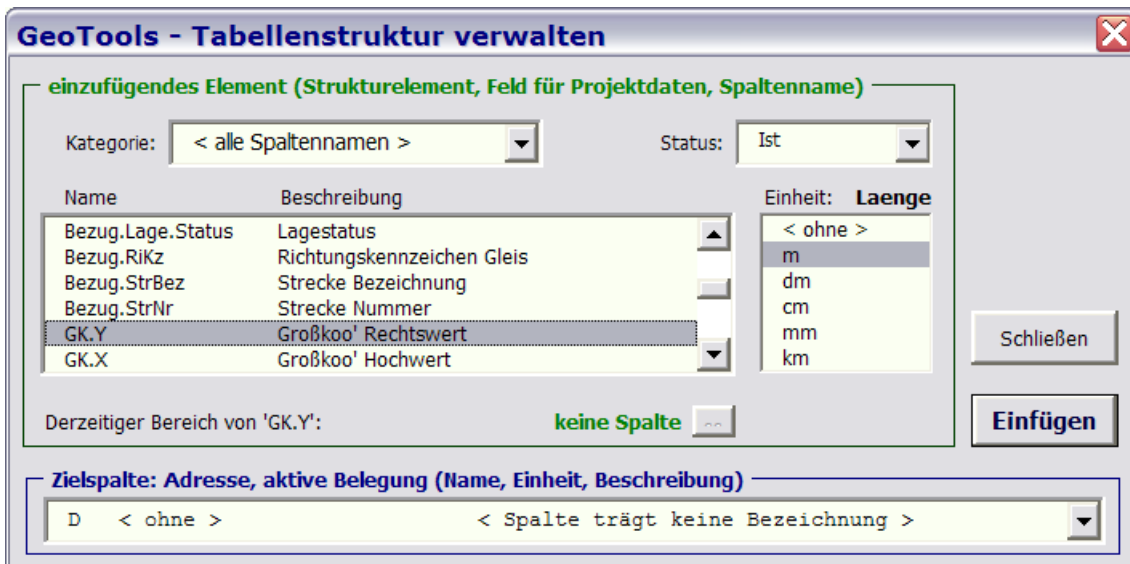 GeoTools - Tabellenstruktur verwalten
einzufügendes Element (Strukturelement, Feld für Projektdaten, Spaltenname)
Kategorie: < alle Spaltennamen > Status: Ist
Name Beschreibung Einheit: Laenge
Bezug.Lage.Status Lagestatus < ohne >
Bezug.RiKz Richtungskennzeichen Gleis m
Bezug.StrBez Strecke Bezeichnung dm
Bezug.StrNr Strecke Nummer cm
GK.Y Großkoo' Rechtswert mm
GK.X Großkoo' Hochwert km
Schließen
Derzeitiger Bereich von 'GK.Y': keine Spalte ...
Einfügen
Zielspalte: Adresse, aktive Belegung (Name, Einheit, Beschreibung)
D < ohne > < Spalte trägt keine Bezeichnung >